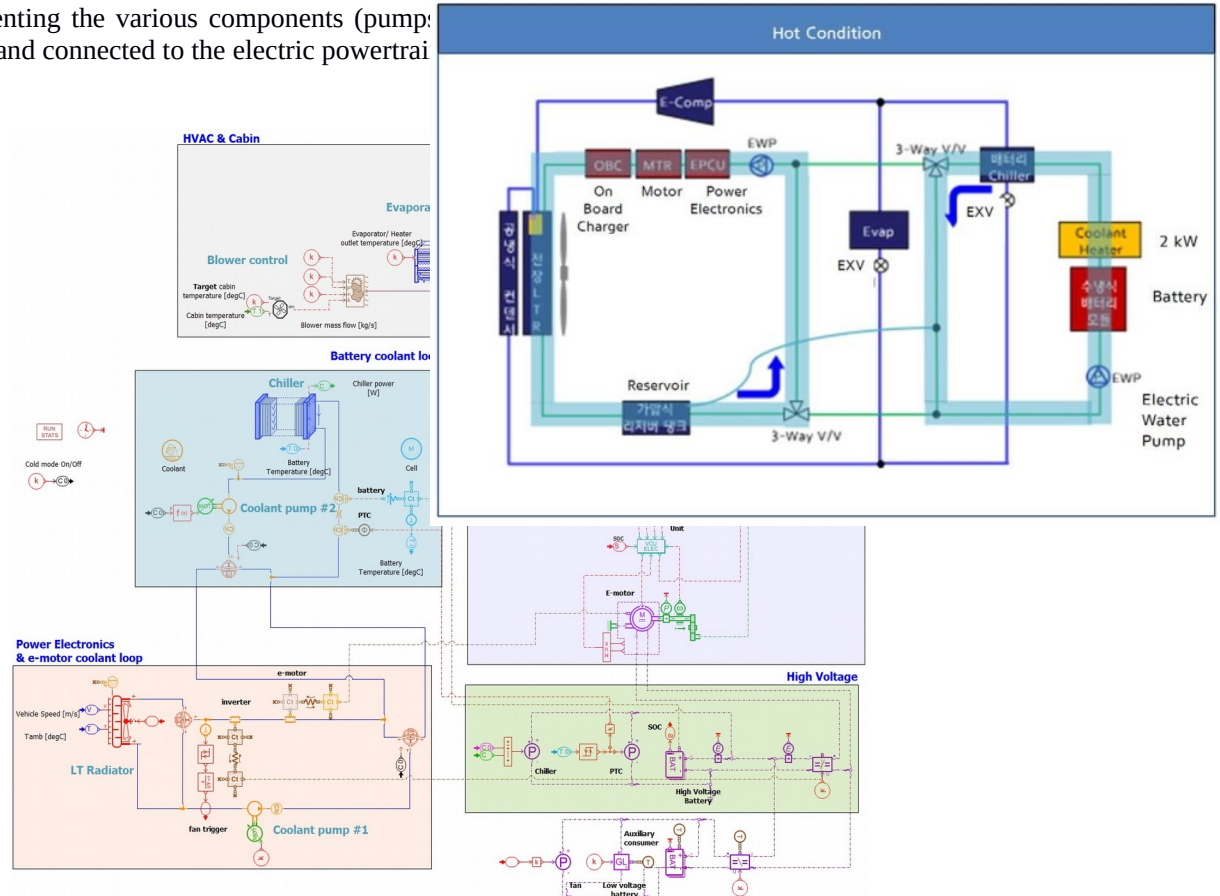 enting the various components (pumps
and connected to the electric powertrai
Hot Condition
E-Comp
EWP
3-Way V/V
OBC
MTR
EPCU
배터리
Chiller
On
Board
Charger
Motor
Power
Electronics
EXV
공냉식 컨덴서
전장 LTR
Evap
EXV
Coolant
Heater
2 kW
수냉식
배터리
모듈
Battery
Reservoir
가압식
리저버 탱크
3-Way V/V
EWP
Electric
Water
Pump
HVAC & Cabin
Evapora
Evaporator/ Heater
outlet temperature [degC]
Blower control
Target cabin
temperature [degC]
Target
Cabin temperature
[degC]
Blower mass flow [kg/s]
Battery coolant lo
Chiller
Chiller power
[W]
RUN
STATS
Cold mode On/Off
Coolant
Battery
Temperature [degC]
Cell
battery
Coolant pump #2
PTC
Battery
Temperature [degC]
Unit
SOC
VCU
ELEC
E-motor
Power Electronics
& e-motor coolant loop
e-motor
inverter
Vehicle Speed [m/s]
Tamb [degC]
LT Radiator
fan trigger
Coolant pump #1
High Voltage
SOC
BAT
Chiller
PTC
High Voltage
Battery
Auxiliary
consumer
GL
BAT
Low voltage
battery